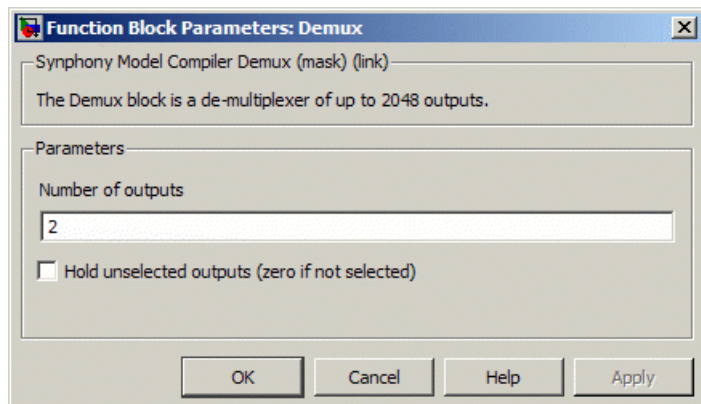 Function Block Parameters: Demux
Synphony Model Compiler Demux (mask) (link)
The Demux block is a de-multiplexer of up to 2048 outputs.
Parameters
Number of outputs
2
Hold unselected outputs (zero if not selected)
OK Cancel Help Apply